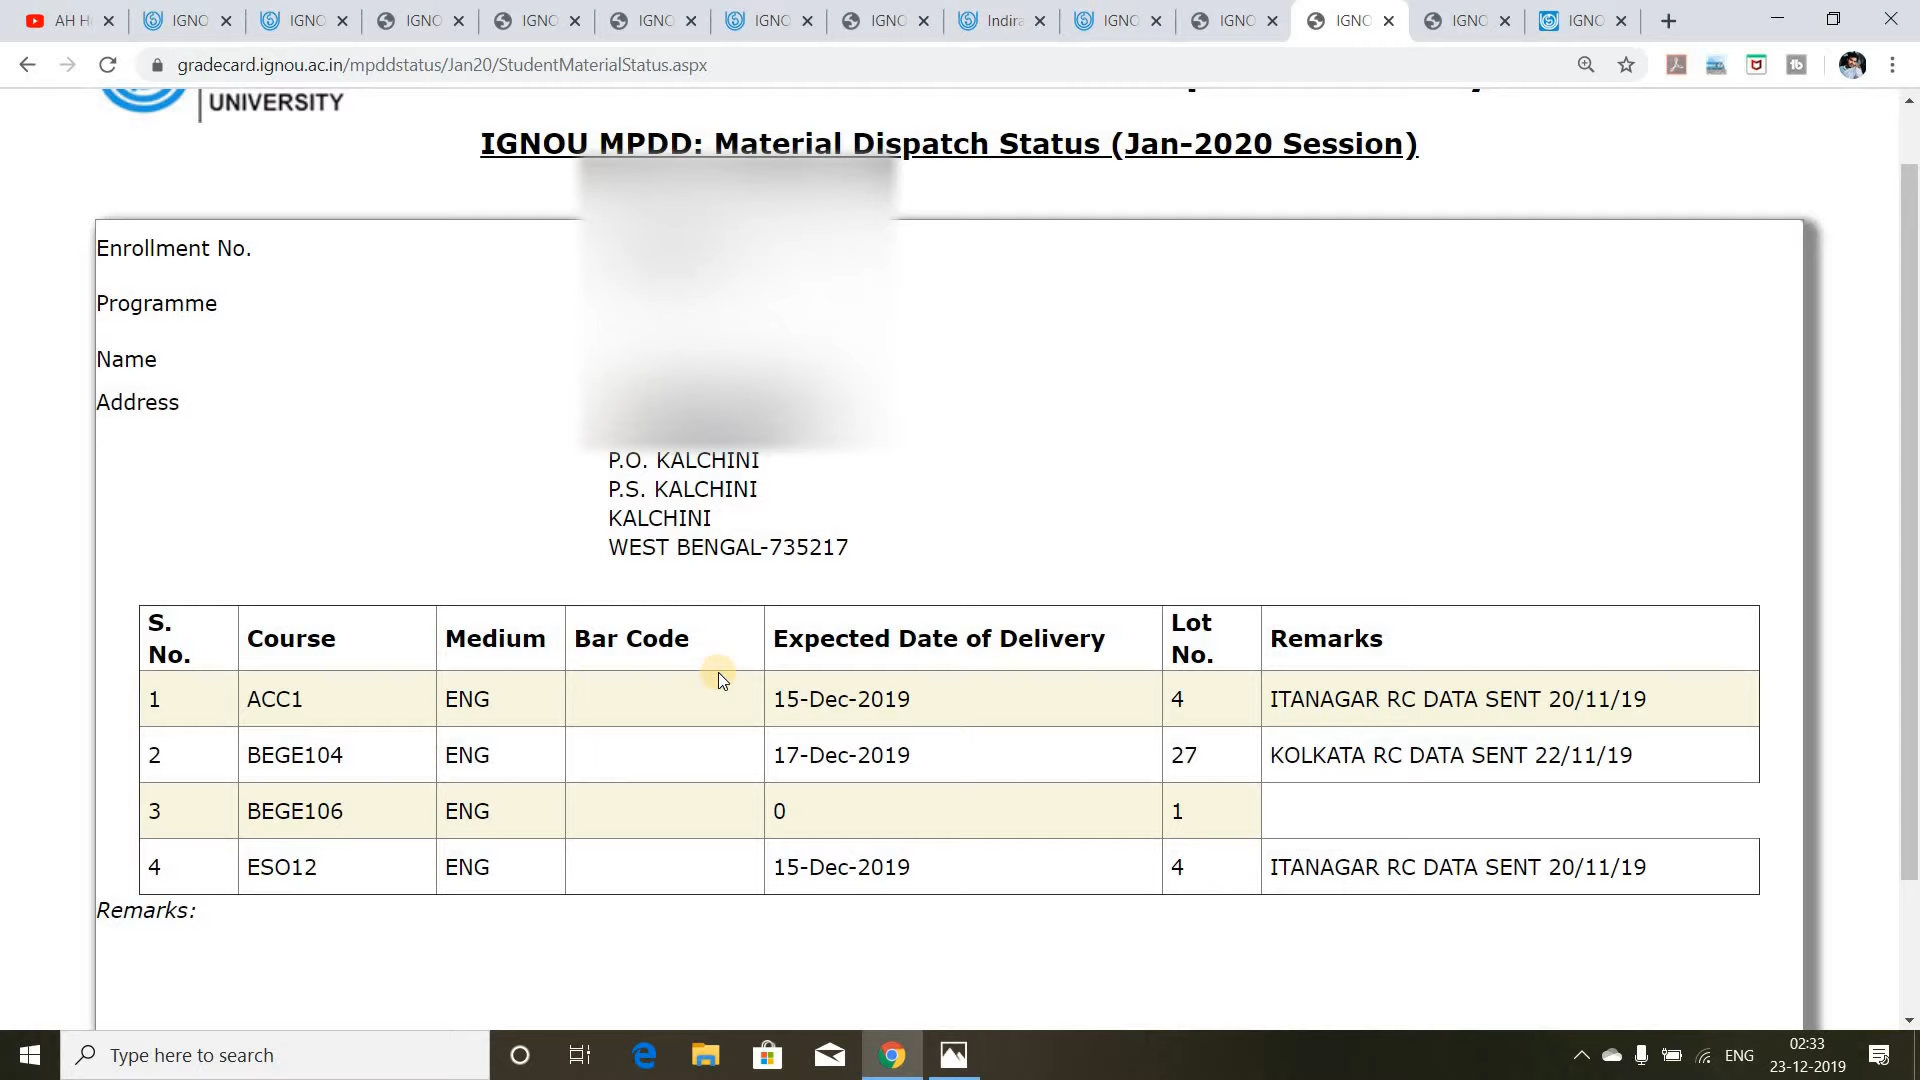 AH H
IGNO
IGNO
IGNO
IGNO
IGNO
IGNO
IGNO
Indira
IGNO
IGNO
IGNO
IGNO
IGNO
gradecard.ignou.ac.in/mpddstatus/Jan20/StudentMaterialStatus.aspx
UNIVERSITY
IGNOU MPDD: Material Dispatch Status (Jan-2020 Session)
Enrollment No.
Programme
Name
Address
P.O. KALCHINI
P.S. KALCHINI
KALCHINI
WEST BENGAL-735217
S. No. Course Medium Bar Code Expected Date of Delivery Lot No. Remarks
1 ACC1 ENG 15-Dec-2019 4 ITANAGAR RC DATA SENT 20/11/19
2 BEGE104 ENG 17-Dec-2019 27 KOLKATA RC DATA SENT 22/11/19
3 BEGE106 ENG 0 1
4 ESO12 ENG 15-Dec-2019 4 ITANAGAR RC DATA SENT 20/11/19
Remarks:
Type here to search
ENG
02:33
23-12-2019